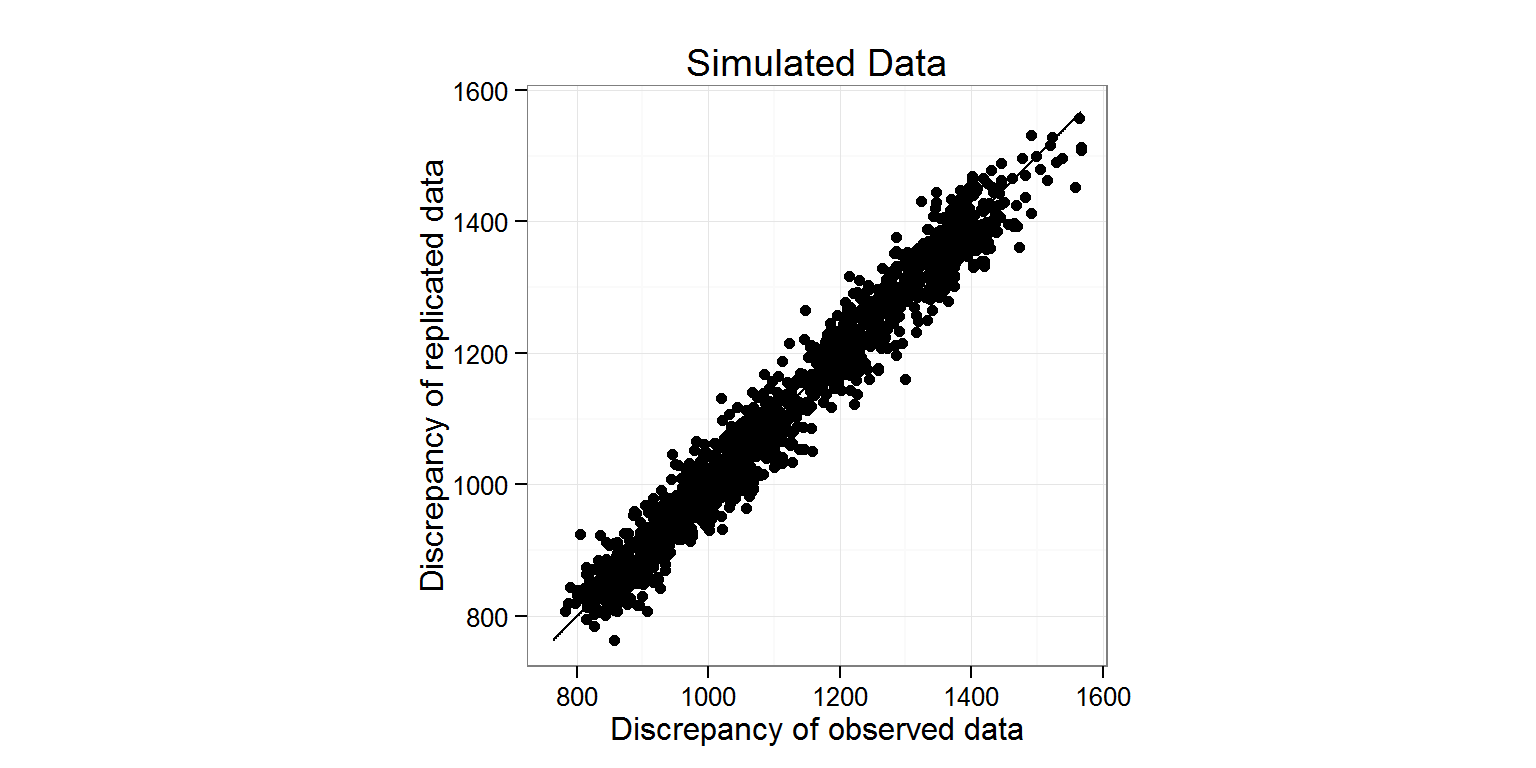 Simulated Data
Discrepancy of replicated data
1600
1400
1200
1000
800
800 1000 1200 1400 1600
Discrepancy of observed data